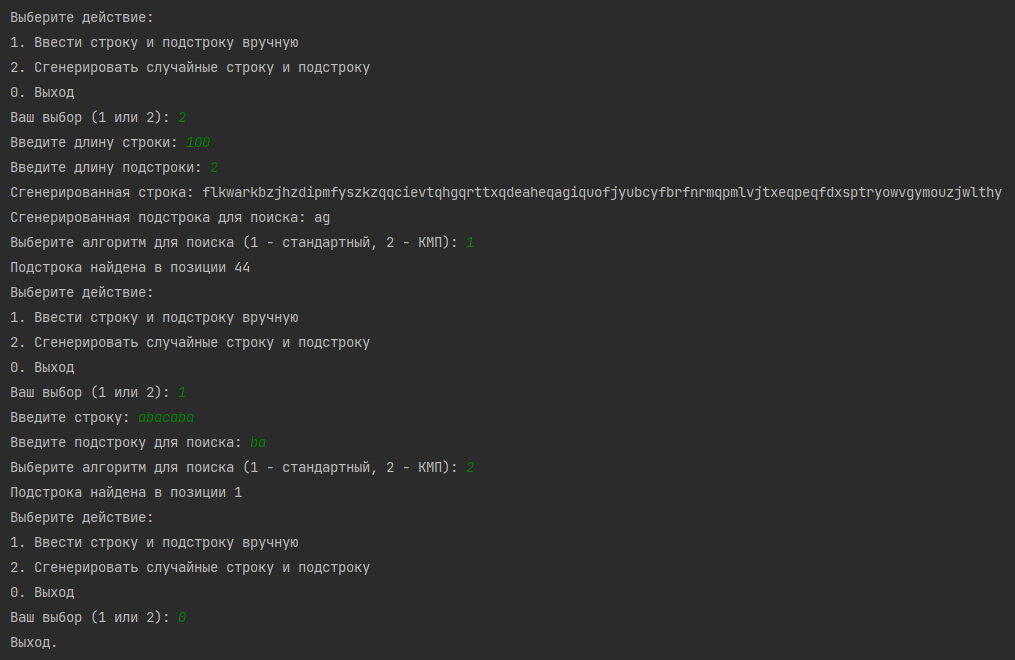 Выберите действие:
1. Ввести строку и подстроку вручную
2. Сгенерировать случайные строку и подстроку
0. Выход
Ваш выбор (1 или 2): 2
Введите длину строки: 100
Введите длину подстроки: 2
Сгенерированная строка: flkwarkbzjhzdipmfyszkzqqcievtqhgqrttxqdeaheqagiquofjyubcyfbrfnrmqpmlvjtxeqpeqfdxsptryowvgymouzjwlthy
Сгенерированная подстрока для поиска: ag
Выберите алгоритм для поиска (1 - стандартный, 2 - КМП): 1
Подстрока найдена в позиции 44
Выберите действие:
1. Ввести строку и подстроку вручную
2. Сгенерировать случайные строку и подстроку
0. Выход
Ваш выбор (1 или 2): 1
Введите строку: abacaba
Введите подстроку для поиска: ba
Выберите алгоритм для поиска (1 - стандартный, 2 - КМП): 2
Подстрока найдена в позиции 1
Выберите действие:
1. Ввести строку и подстроку вручную
2. Сгенерировать случайные строку и подстроку
0. Выход
Ваш выбор (1 или 2): 0
Выход.